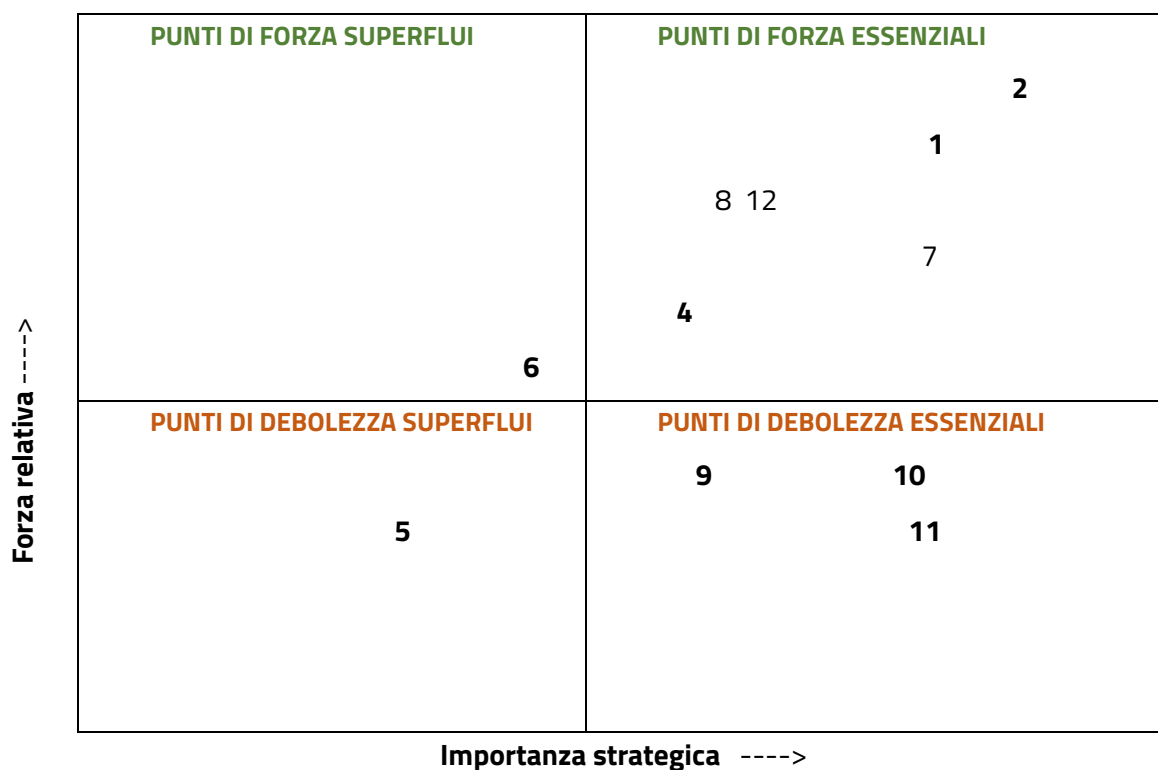 PUNTI DI FORZA SUPERFLUI
PUNTI DI FORZA ESSENZIALI
2
1
8 12
7
4
6
PUNTI DI DEBOLEZZA SUPERFLUI
PUNTI DI DEBOLEZZA ESSENZIALI
9 10
5 11
Forza relativa ----->
Importanza strategica ---->